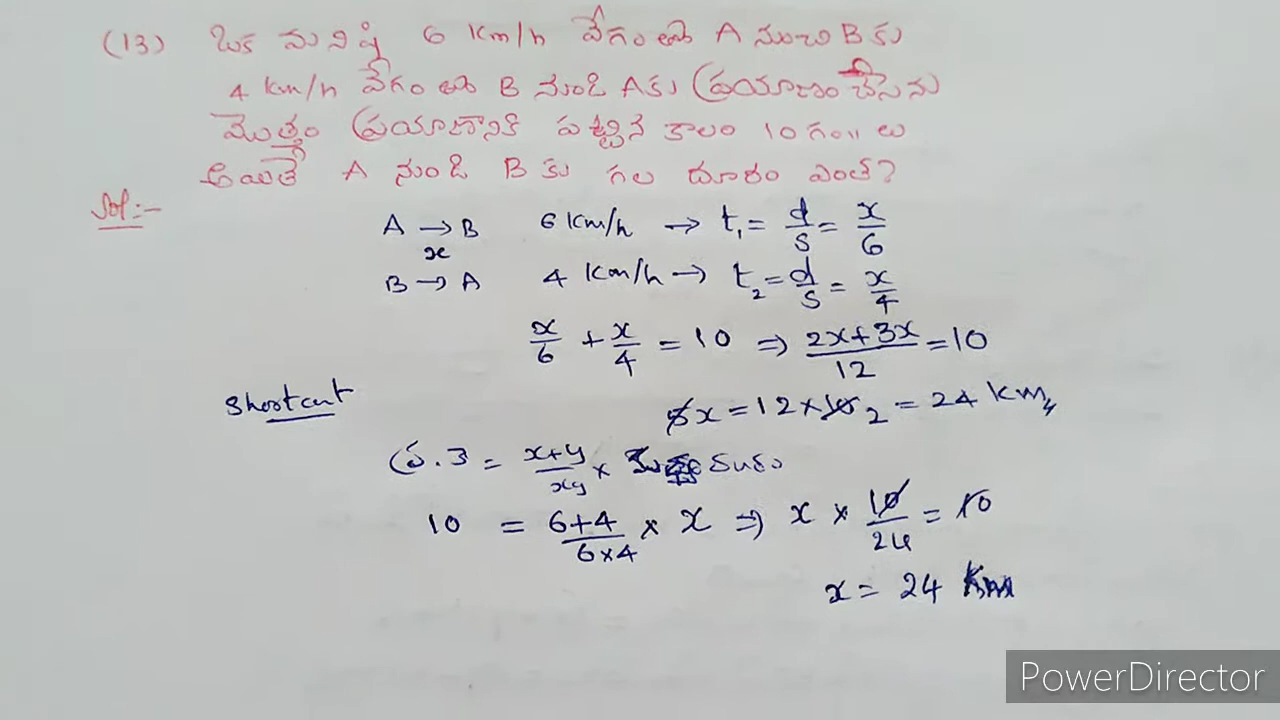 (13) ఒక మనిషి 6 Km/h వేగంతో A నుంచి B కు
4 km/h వేగంతో B నుండి A కు ప్రయాణం చేసెను
మొత్తం ప్రయాణానికి పట్టిన కాలం 10 గం॥ లు
అయితే A నుండి B కు గల దూరం ఎంత?
Sol:-
A → B 6 Km/h → t₁ = d/s = x/6
x
B → A 4 Km/h → t₂ = d/s = x/4
x/6 + x/4 = 10 ⇒ (2x+3x)/12 = 10
Shortcut
5x = 12 × 10 2 = 24 Km
ప్ర.3 = (x+y)/xy × దూరం
10 = (6+4)/(6×4) × x ⇒ x × 10/24 = 10
x = 24 Km
PowerDirector